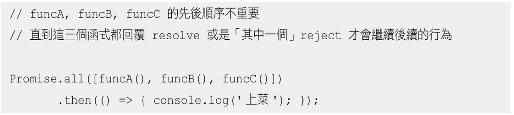 // funcA, funcB, funcC 的先後順序不重要
// 直到這三個函式都回覆 resolve 或是「其中一個」reject 才會繼續後續的行為
Promise.all([funcA(), funcB(), funcC()])
.then(() => { console.log('上菜'); });